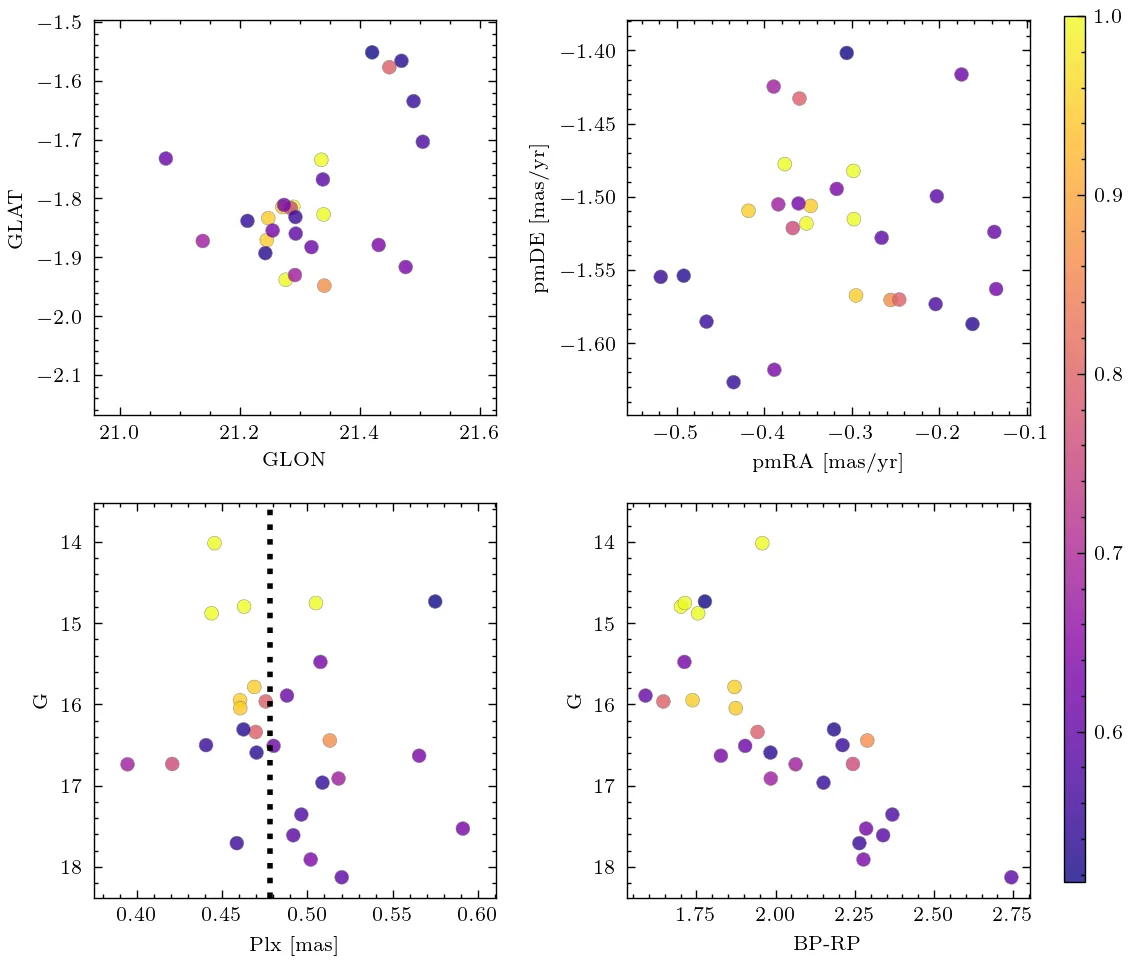 −1.5
−1.6
−1.7
−1.8
−1.9
−2.0
−2.1
GLAT
21.0 21.2 21.4 21.6
GLON
−1.40
−1.45
−1.50
−1.55
−1.60
pmDE [mas/yr]
−0.5 −0.4 −0.3 −0.2 −0.1
pmRA [mas/yr]
14
15
16
17
18
G
0.40 0.45 0.50 0.55 0.60
Plx [mas]
14
15
16
17
18
G
1.75 2.00 2.25 2.50 2.75
BP-RP
1.0
0.9
0.8
0.7
0.6